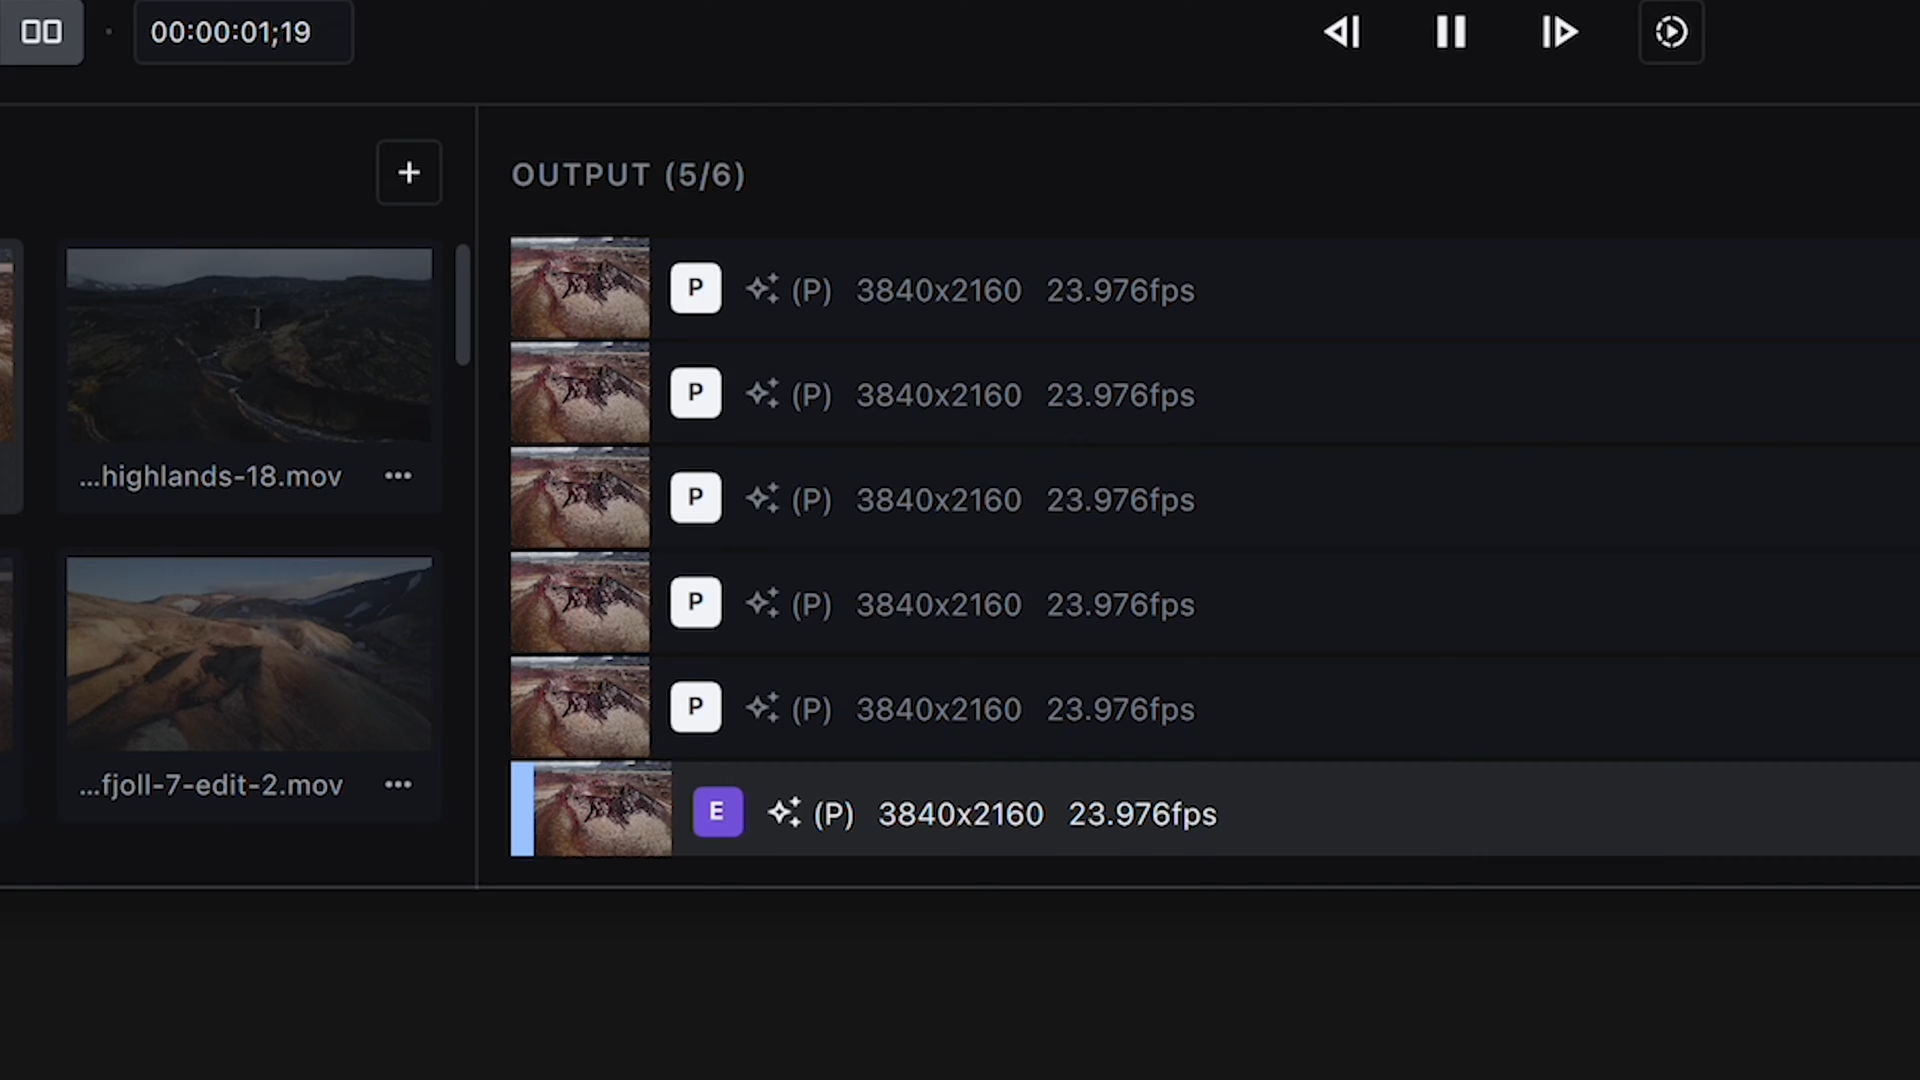 00:00:01;19
+
OUTPUT (5/6)
...highlands-18.mov ...
...fjoll-7-edit-2.mov ...
P (P) 3840x2160 23.976fps
P (P) 3840x2160 23.976fps
P (P) 3840x2160 23.976fps
P (P) 3840x2160 23.976fps
P (P) 3840x2160 23.976fps
E (P) 3840x2160 23.976fps